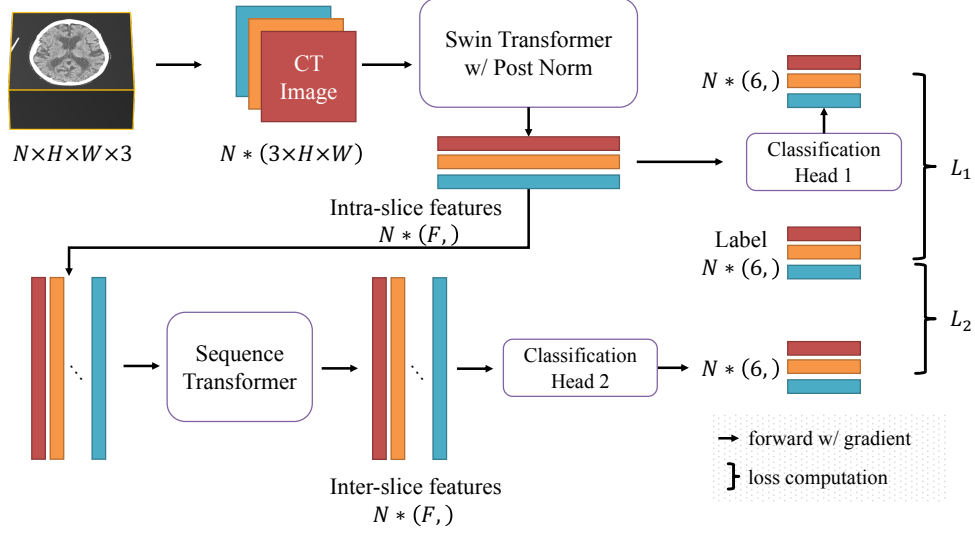 CT
Image
Swin Transformer
w/ Post Norm
N×H×W×3
N ∗ (3×H×W)
N ∗ (6,)
Classification
Head 1
L₁
Intra-slice features
N ∗ (F,)
Label
N ∗ (6,)
L₂
Sequence
Transformer
Classification
Head 2
N ∗ (6,)
Inter-slice features
N ∗ (F,)
forward w/ gradient
loss computation